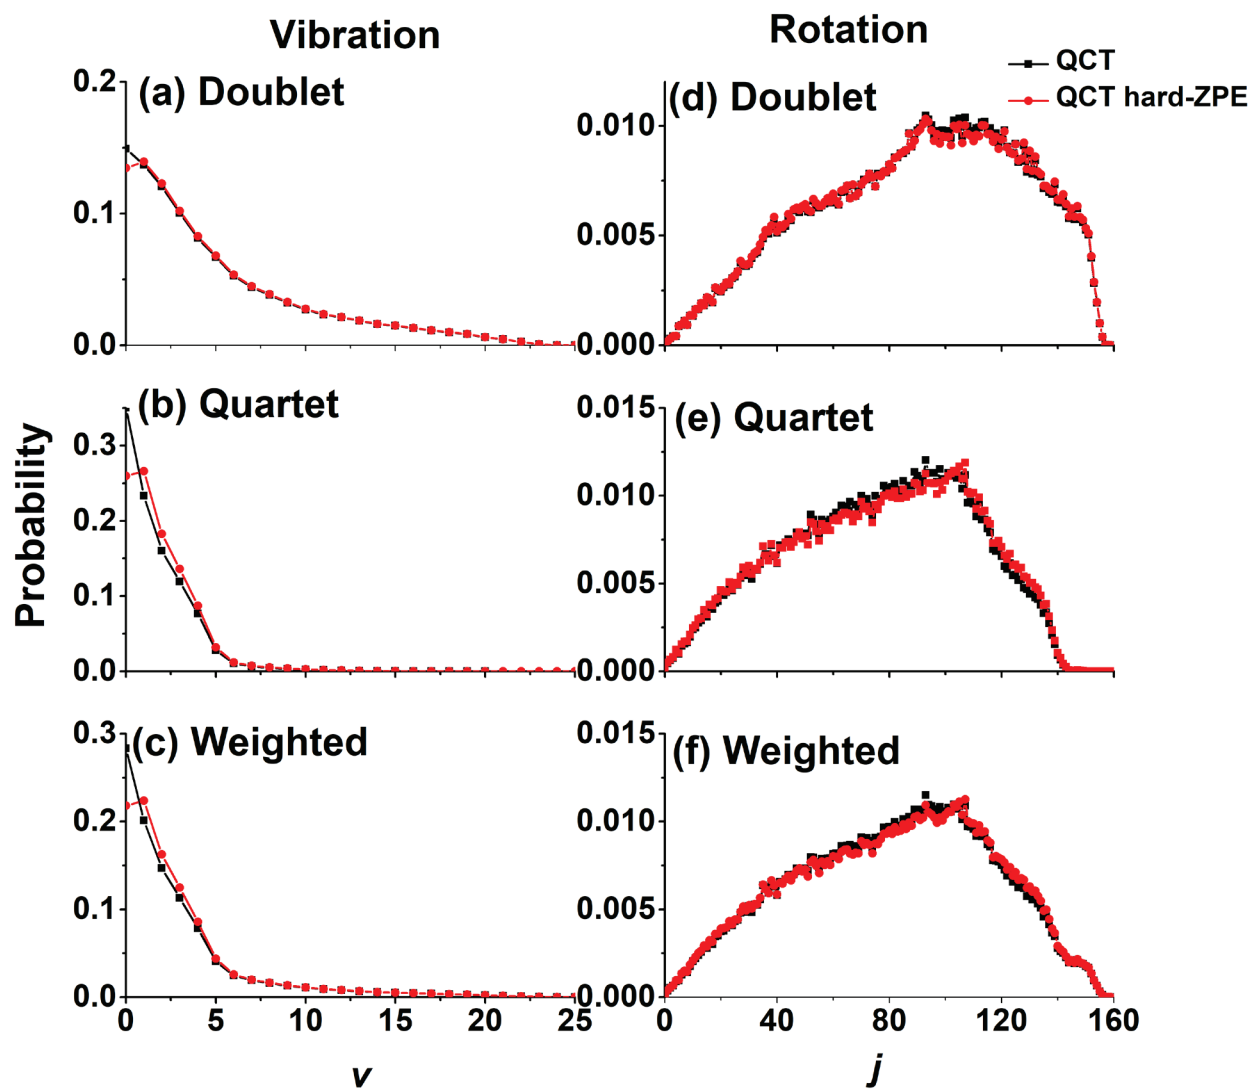 Vibration
Rotation
QCT
QCT hard-ZPE
(a) Doublet
0.2
0.1
0.0
(d) Doublet
0.010
0.005
0.000
(b) Quartet
0.3
0.2
0.1
0.0
(e) Quartet
0.015
0.010
0.005
0.000
(c) Weighted
0.3
0.2
0.1
0.0
0 5 10 15 20 25
v
(f) Weighted
0.015
0.010
0.005
0.000
0 40 80 120 160
j
Probability